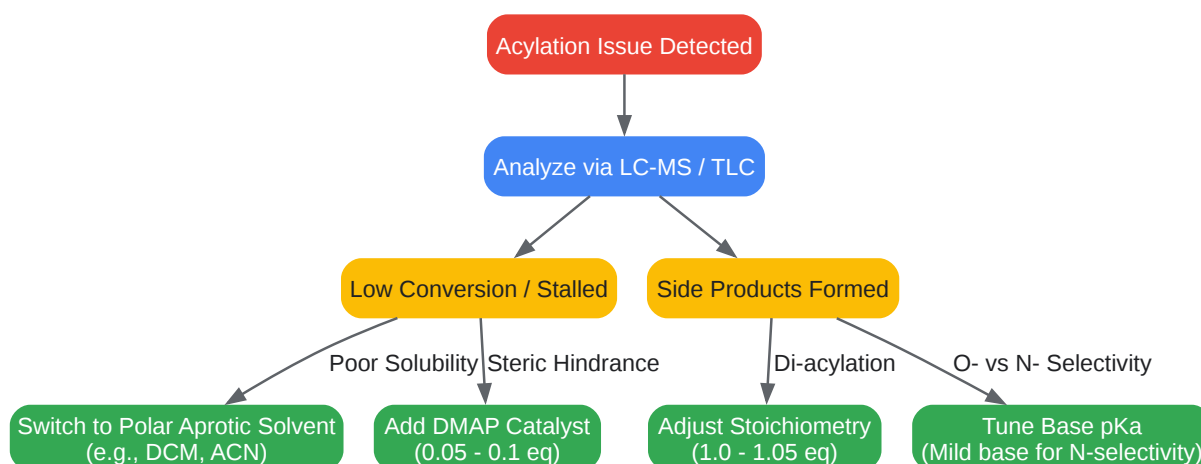 Acylation Issue Detected
Analyze via LC-MS / TLC
Low Conversion / Stalled
Side Products Formed
Poor Solubility
Steric Hindrance
Di-acylation
O- vs N- Selectivity
Switch to Polar Aprotic Solvent
(e.g., DCM, ACN)
Add DMAP Catalyst
(0.05 - 0.1 eq)
Adjust Stoichiometry
(1.0 - 1.05 eq)
Tune Base pKa
(Mild base for N-selectivity)